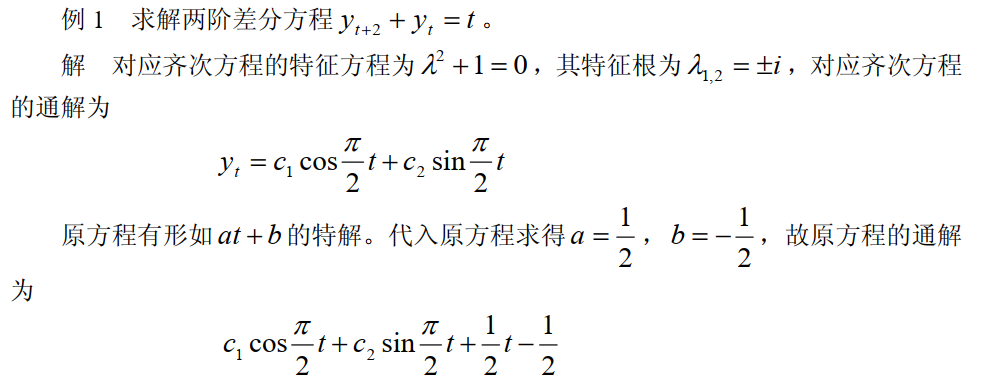 例 1 求解两阶差分方程 $y_{t+2} + y_t = t$ 。
解 对应齐次方程的特征方程为 $\lambda^2 + 1 = 0$，其特征根为 $\lambda_{1,2} = \pm i$，对应齐次方程
的通解为
$y_t = c_1 \cos\frac{\pi}{2}t + c_2 \sin\frac{\pi}{2}t$
原方程有形如 $at + b$ 的特解。代入原方程求得 $a = \frac{1}{2}$，$b = -\frac{1}{2}$，故原方程的通解
为
$c_1 \cos\frac{\pi}{2}t + c_2 \sin\frac{\pi}{2}t + \frac{1}{2}t - \frac{1}{2}$